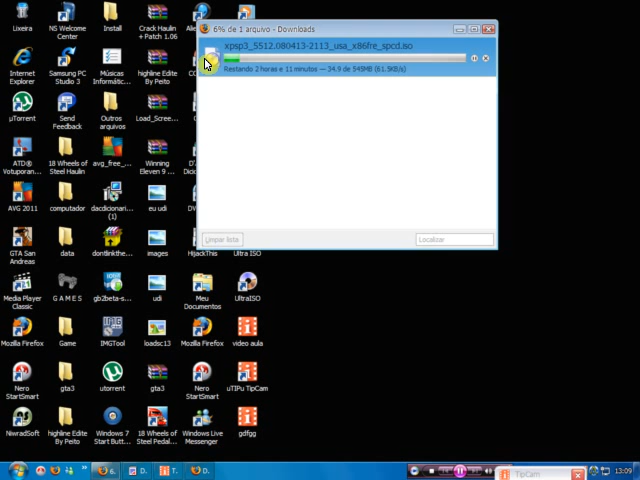 6% de 1 arquivo - Downloads
xpsp3_5512.080413-2113_usa_x86fre_spcd.iso
Restando 2 horas e 11 minutos — 34.9 de 545MB (61.5KB/s)
Limpar lista
Localizar
Lixeira
NS Welcome Center
Install
Crack Haulin + Patch 1.06
Internet Explorer
Samsung PC Studio 3
Músicas Informátic...
highline Edite By Peito
µTorrent
Send Feedback
Outros arquivos
Load_Scree...
ATD® Votuporan...
18 Wheels of Steel Haulin
avg_free_...
Winning Eleven 9 ...
AVG 2011
computador
dacdicionari... (1)
eu udi
GTA San Andreas
data
dontlinkthe...
images
HijackThis
Ultra ISO
Media Player Classic
G A M E S
gb2beta-s...
udi
Meu Documentos
UltraISO
Mozilla Firefox
Game
IMGTool
loadsc13
Mozilla Firefox
video aula
Nero StartSmart
gta3
utorrent
gta3
Nero StartSmart
uTIPu TipCam
NiwradSoft
highline Edite By Peito
Windows 7 Start Butt...
18 Wheels of Steel Pedal...
Windows Live Messenger
gdfgg
6.
D.
T.
D.
TipCam
13:09